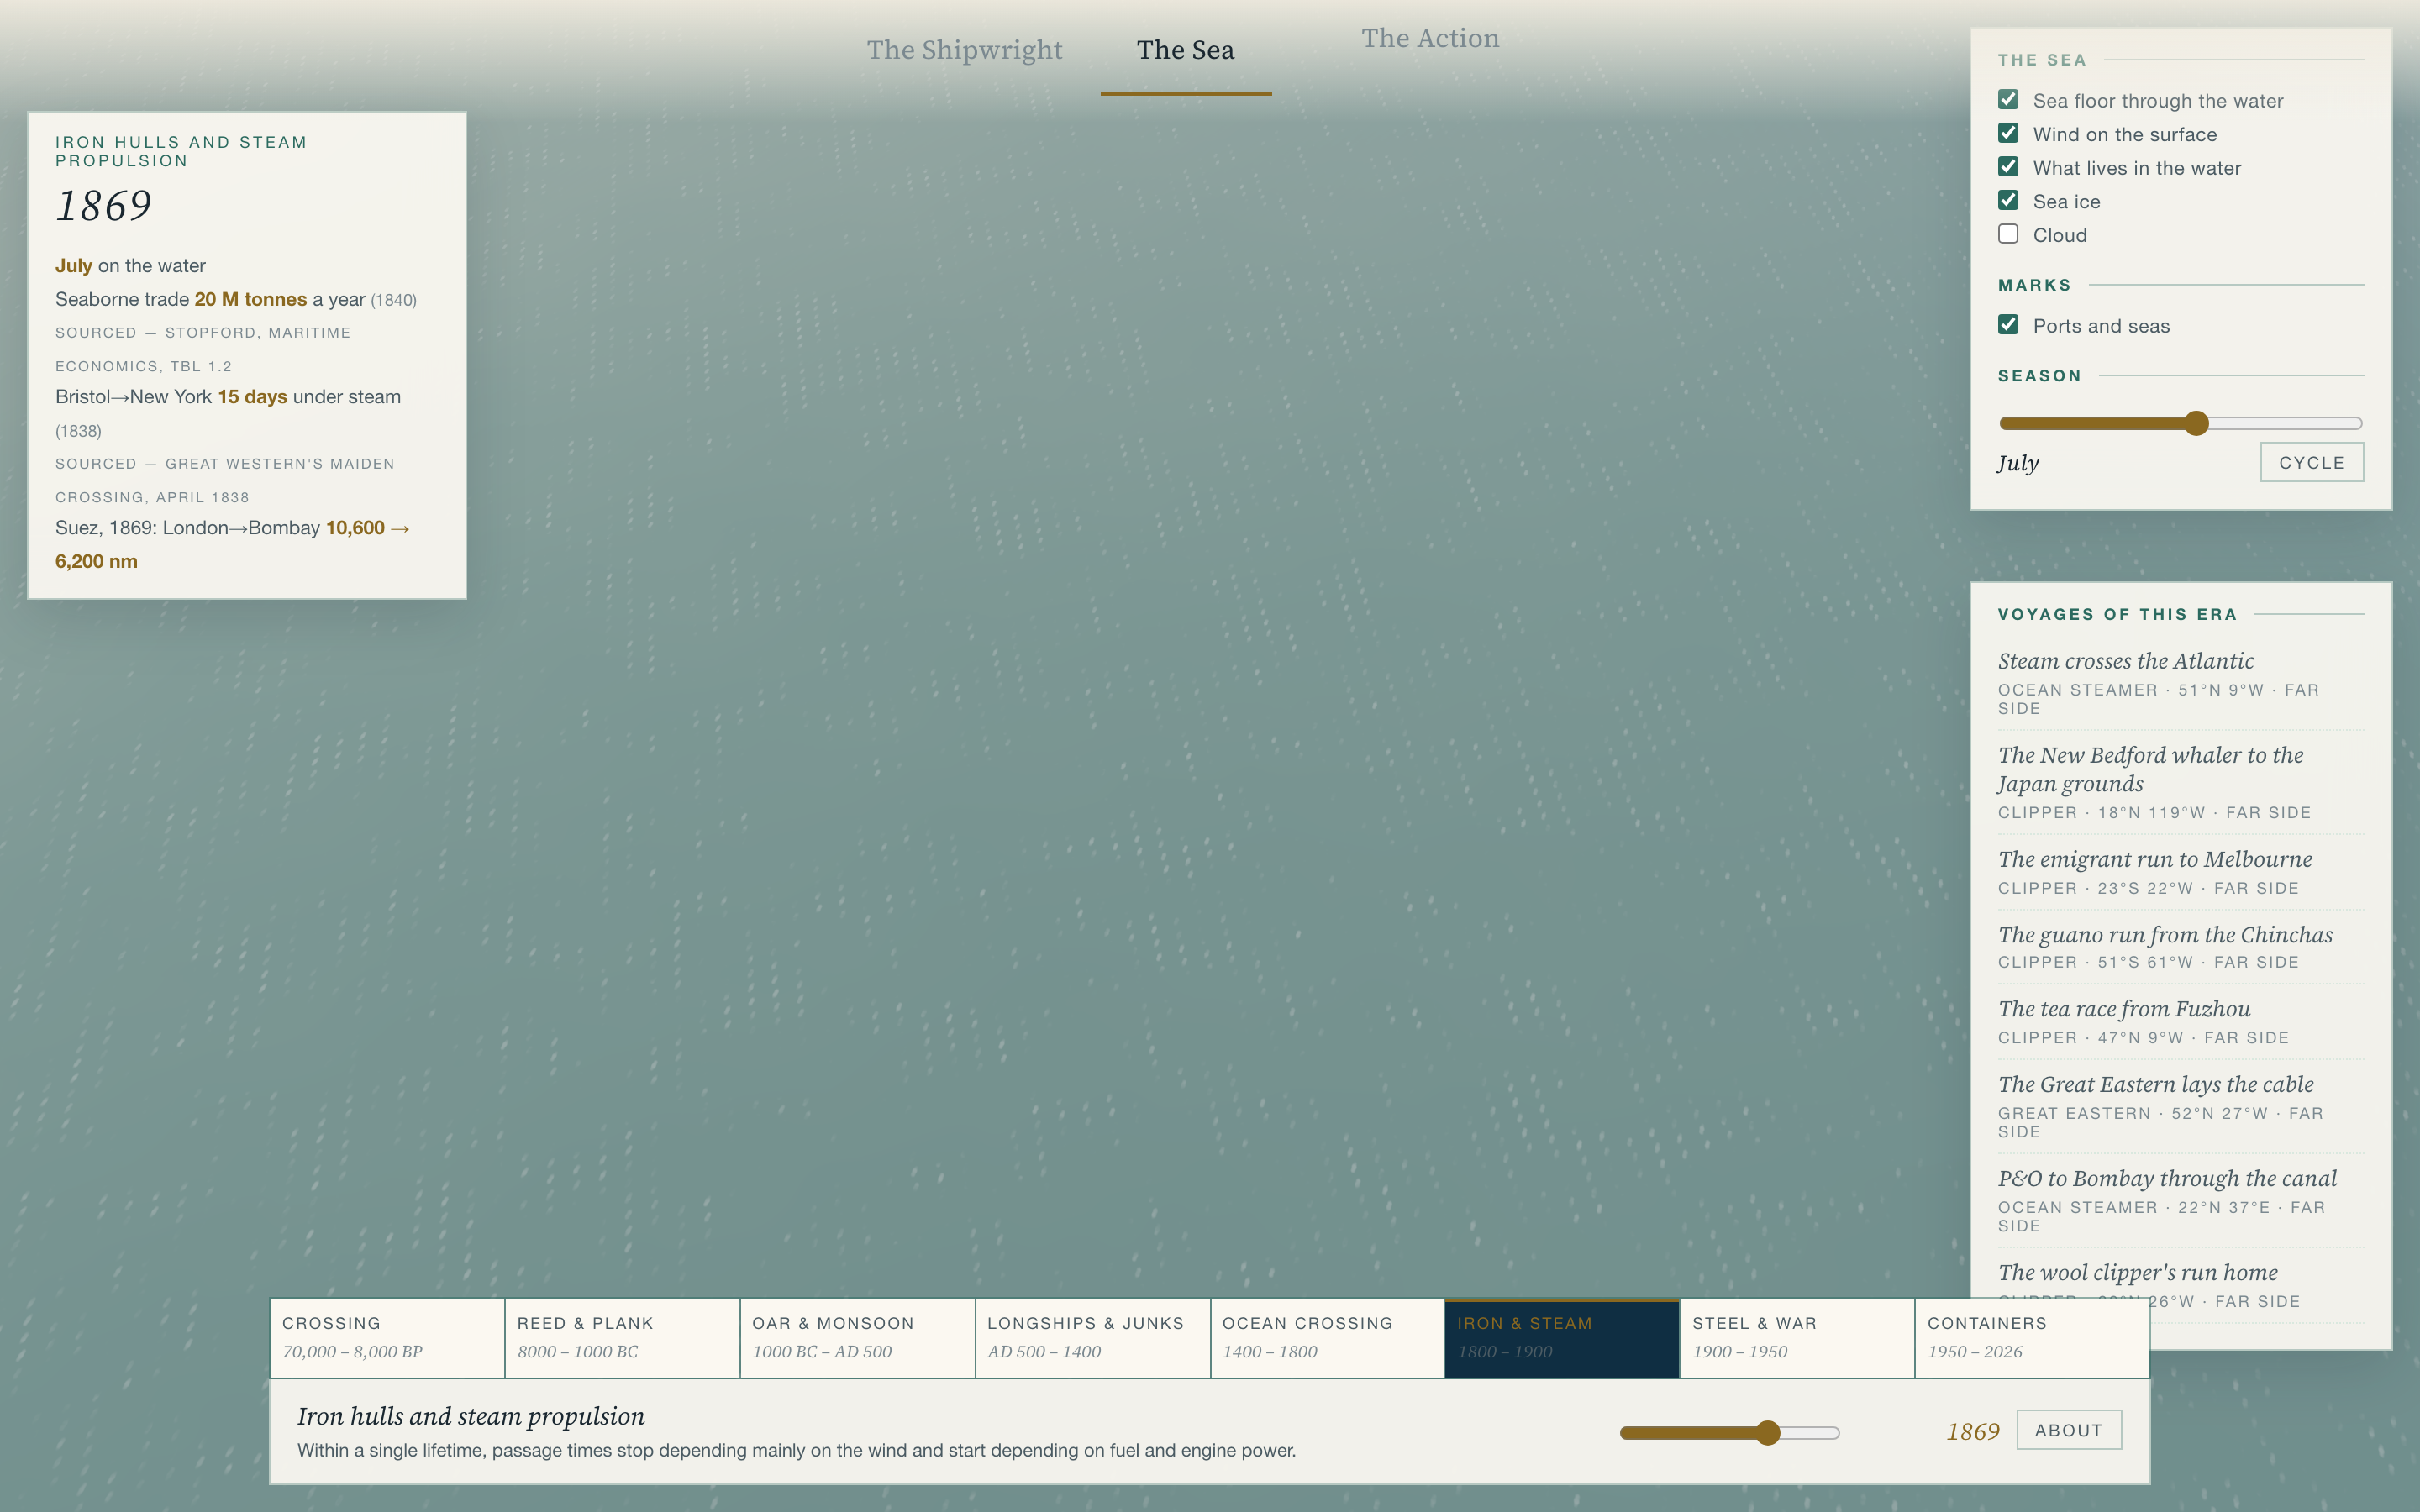 The Shipwright
The Sea
The Action
IRON HULLS AND STEAM
PROPULSION
1869
July on the water
Seaborne trade 20 M tonnes a year (1840)
SOURCED — STOPFORD, MARITIME
ECONOMICS, TBL 1.2
Bristol→New York 15 days under steam
(1838)
SOURCED — GREAT WESTERN'S MAIDEN
CROSSING, APRIL 1838
Suez, 1869: London→Bombay 10,600 →
6,200 nm
THE SEA
Sea floor through the water
Wind on the surface
What lives in the water
Sea ice
Cloud
MARKS
Ports and seas
SEASON
July
CYCLE
VOYAGES OF THIS ERA
Steam crosses the Atlantic
OCEAN STEAMER · 51°N 9°W · FAR
SIDE
The New Bedford whaler to the
Japan grounds
CLIPPER · 18°N 119°W · FAR SIDE
The emigrant run to Melbourne
CLIPPER · 23°S 22°W · FAR SIDE
The guano run from the Chinchas
CLIPPER · 51°S 61°W · FAR SIDE
The tea race from Fuzhou
CLIPPER · 47°N 9°W · FAR SIDE
The Great Eastern lays the cable
GREAT EASTERN · 52°N 27°W · FAR
SIDE
P&O to Bombay through the canal
OCEAN STEAMER · 22°N 37°E · FAR
SIDE
The wool clipper's run home
26°W · FAR SIDE
CROSSING
70,000 – 8,000 BP
REED & PLANK
8000 – 1000 BC
OAR & MONSOON
1000 BC – AD 500
LONGSHIPS & JUNKS
AD 500 – 1400
OCEAN CROSSING
1400 – 1800
IRON & STEAM
1800 – 1900
STEEL & WAR
1900 – 1950
CONTAINERS
1950 – 2026
Iron hulls and steam propulsion
Within a single lifetime, passage times stop depending mainly on the wind and start depending on fuel and engine power.
1869
ABOUT